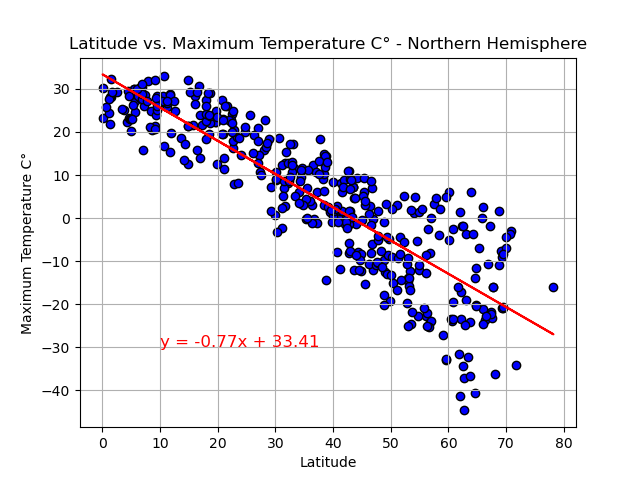 Latitude vs. Maximum Temperature C° - Northern Hemisphere
30
20
10
0
−10
−20
−30
−40
Maximum Temperature C°
y = -0.77x + 33.41
0 10 20 30 40 50 60 70 80
Latitude